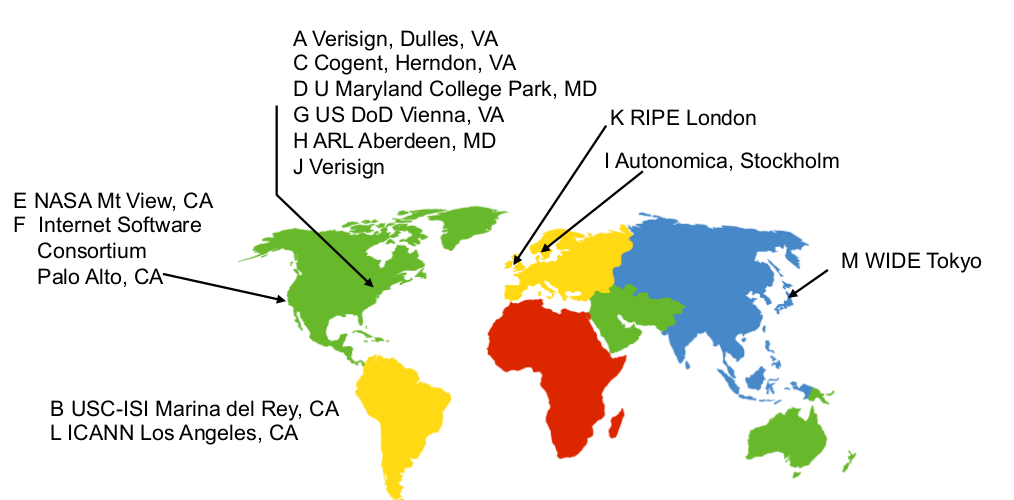 A Verisign, Dulles, VA
C Cogent, Herndon, VA
D U Maryland College Park, MD
G US DoD Vienna, VA
H ARL Aberdeen, MD
J Verisign
K RIPE London
I Autonomica, Stockholm
E NASA Mt View, CA
F Internet Software
Consortium
Palo Alto, CA
M WIDE Tokyo
B USC-ISI Marina del Rey, CA
L ICANN Los Angeles, CA